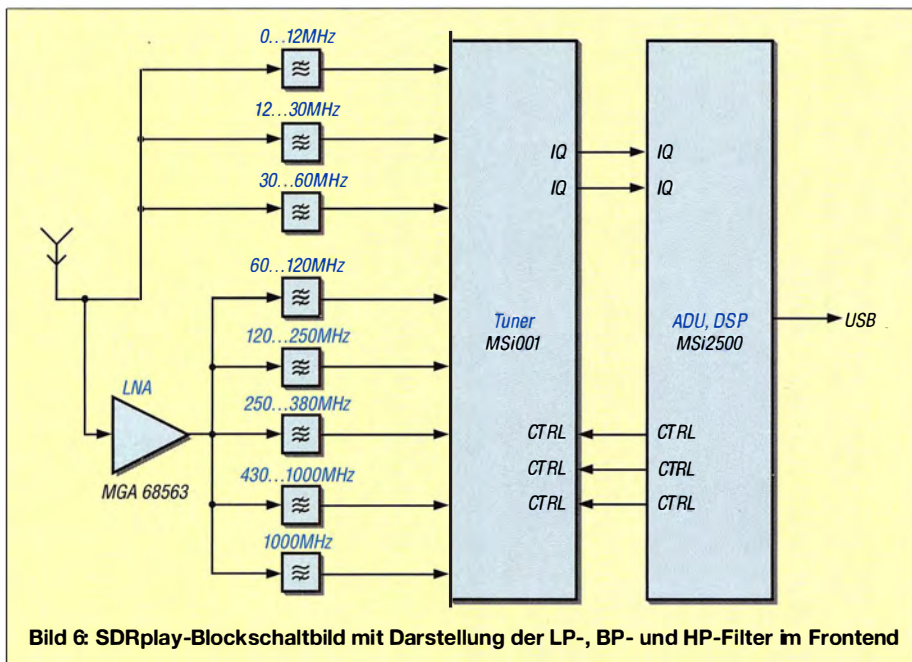 0...12MHz
12...30MHz
30...60MHz
60...120MHz
120...250MHz
LNA
250...380MHz
MGA 68563
430...1000MHz
1000MHz
IQ
IQ
Tuner
MSi001
CTRL
CTRL
CTRL
IQ
IQ
ADU, DSP
MSi2500
CTRL
CTRL
CTRL
USB
Bild 6: SDRplay-Blockschaltbild mit Darstellung der LP-, BP- und HP-Filter im Frontend